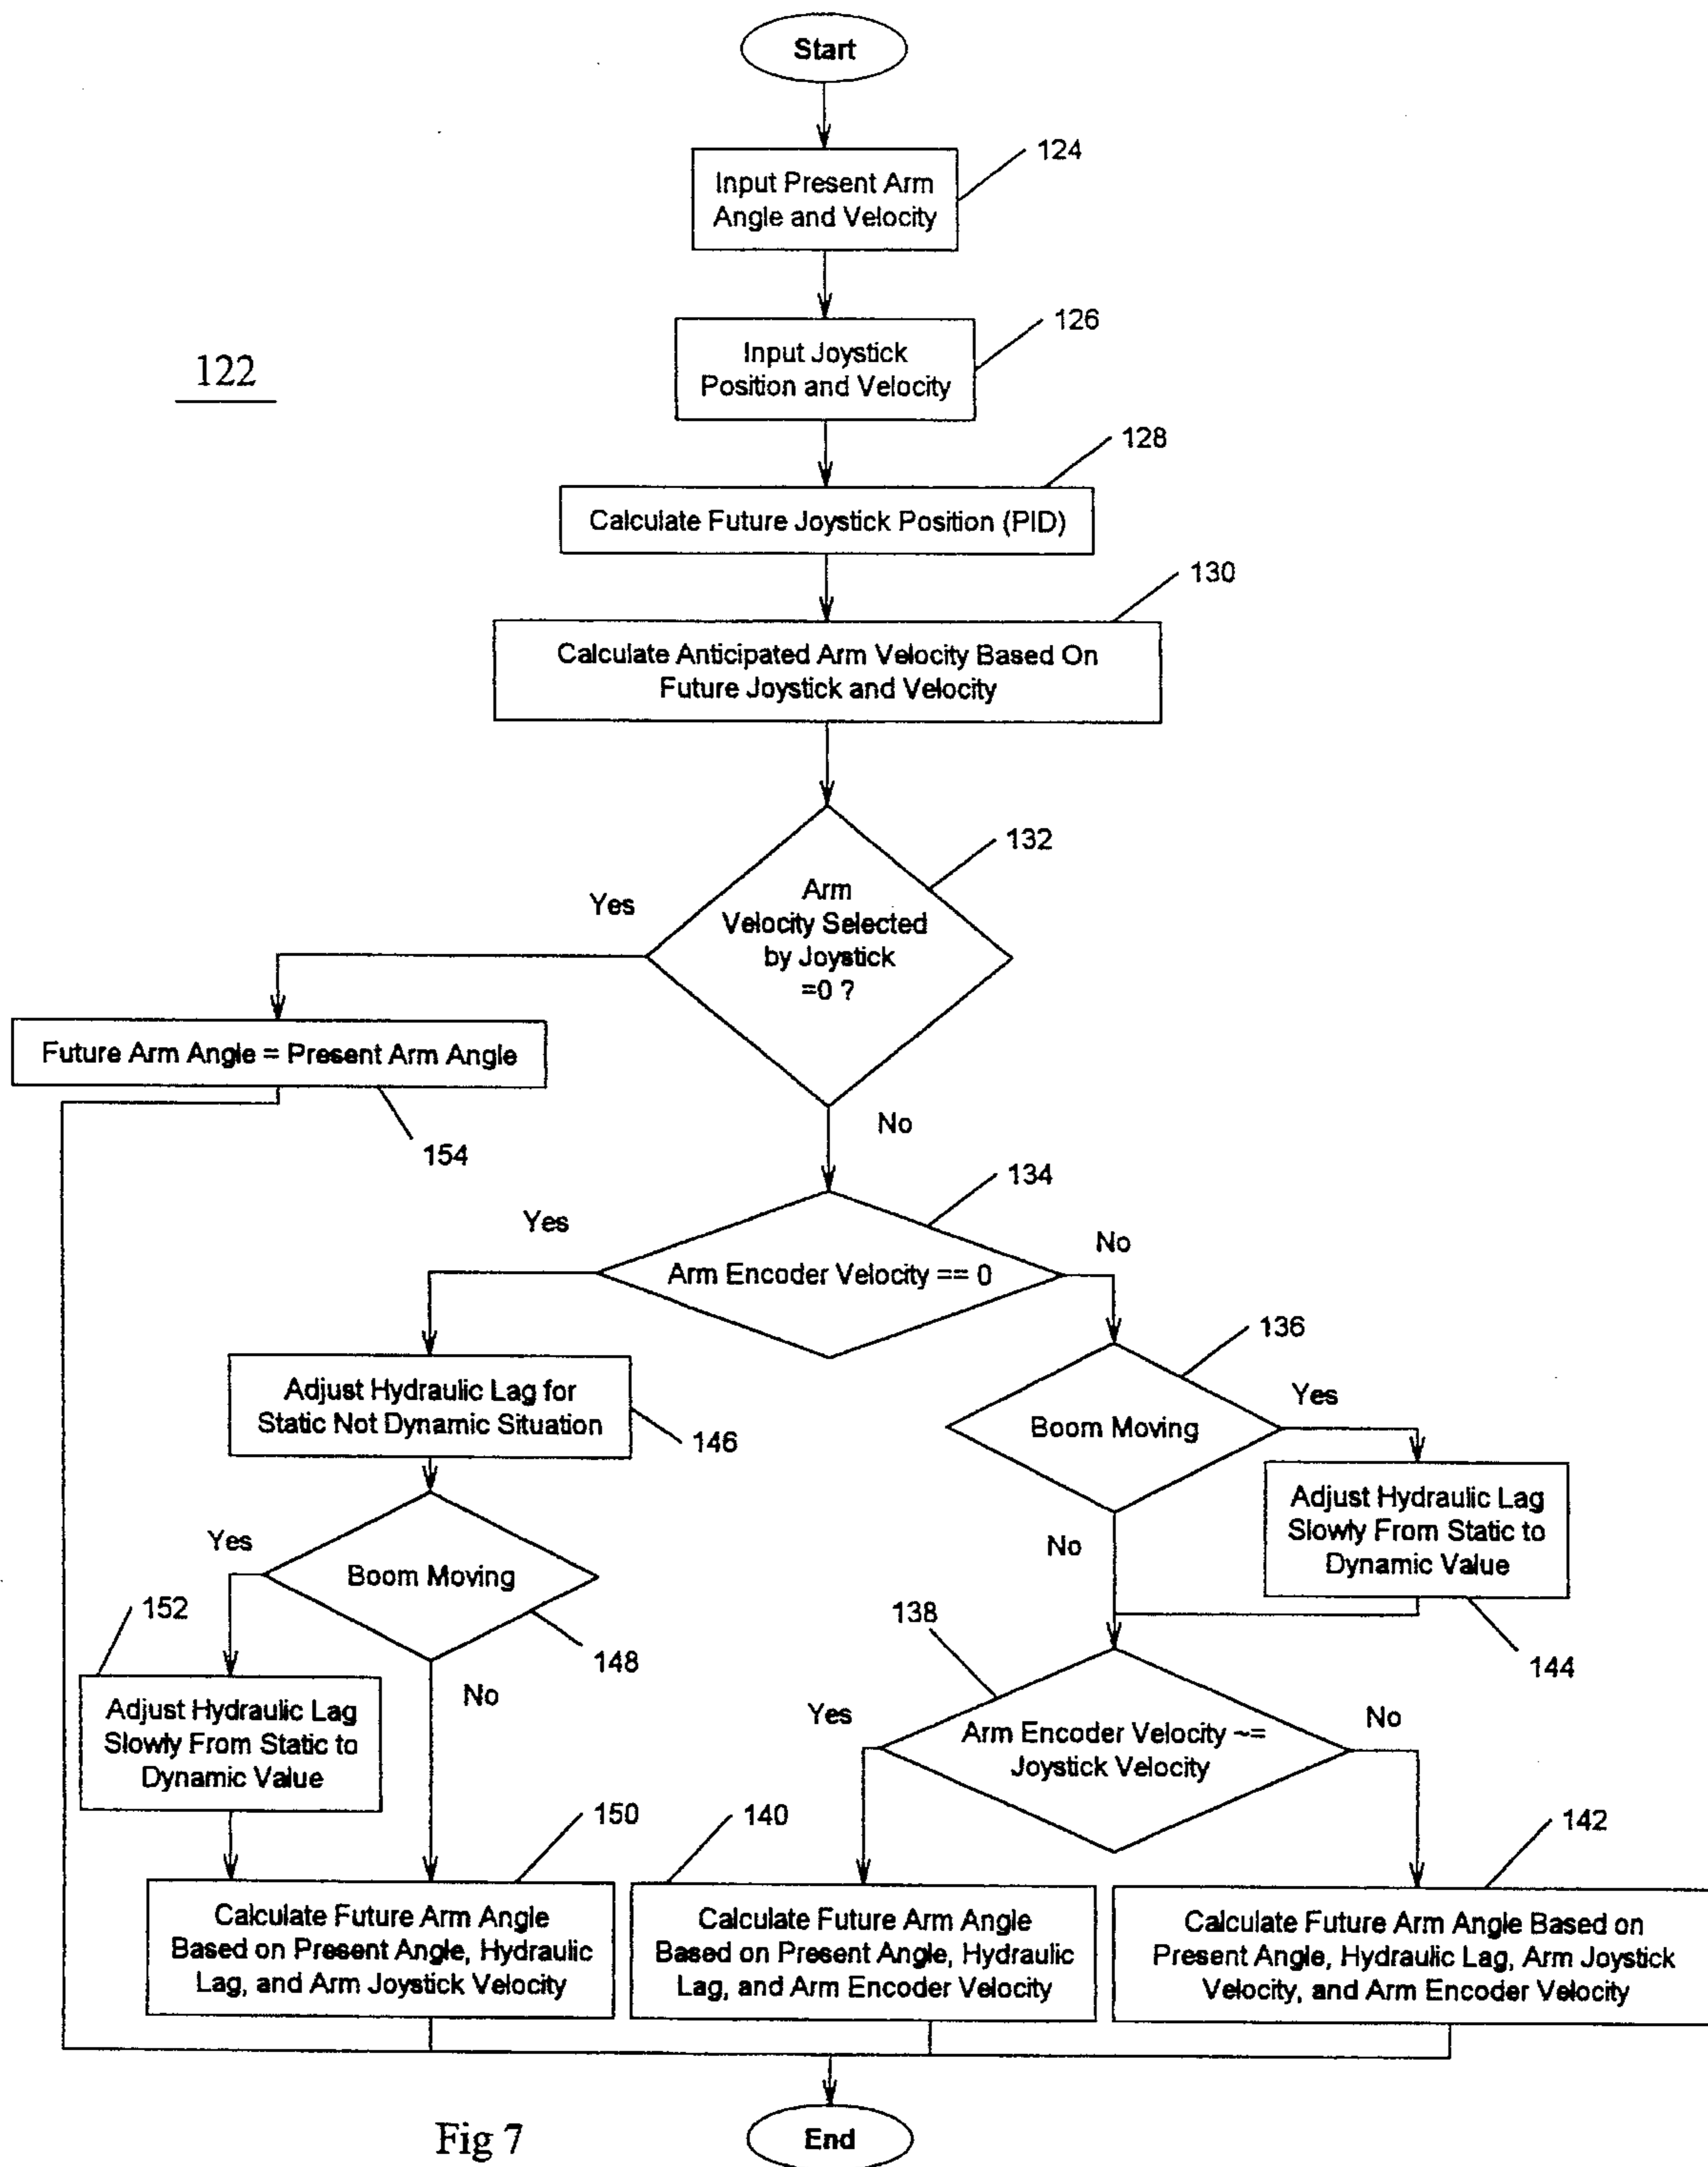 Start
124
Input Present Arm
Angle and Velocity
126
Input Joystick
Position and Velocity
122
128
Calculate Future Joystick Position (PID)
130
Calculate Anticipated Arm Velocity Based On
Future Joystick and Velocity
132
Arm
Velocity Selected
by Joystick
=0 ?
Yes
Future Arm Angle = Present Arm Angle
154
No
134
Yes
Arm Encoder Velocity == 0
No
136
Adjust Hydraulic Lag for
Static Not Dynamic Situation
146
Boom Moving
Yes
Adjust Hydraulic Lag
Slowly From Static to
Dynamic Value
144
No
Yes
Boom Moving
148
152
Adjust Hydraulic Lag
Slowly From Static to
Dynamic Value
No
138
Yes
Arm Encoder Velocity ~=
Joystick Velocity
No
150
140
142
Calculate Future Arm Angle
Based on Present Angle, Hydraulic
Lag, and Arm Joystick Velocity
Calculate Future Arm Angle
Based on Present Angle, Hydraulic
Lag, and Arm Encoder Velocity
Calculate Future Arm Angle Based on
Present Angle, Hydraulic Lag, Arm Joystick
Velocity, and Arm Encoder Velocity
Fig 7
End